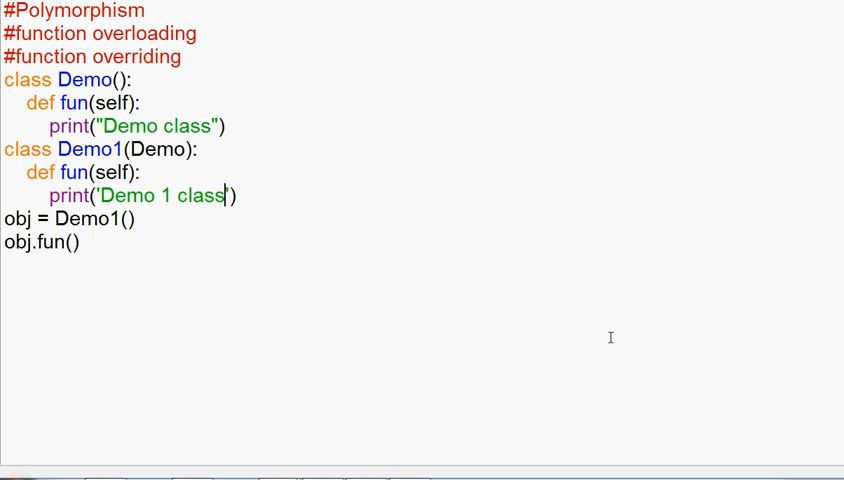 #Polymorphism
#function overloading
#function overriding
class Demo():
    def fun(self):
        print("Demo class")
class Demo1(Demo):
    def fun(self):
        print('Demo 1 class')
obj = Demo1()
obj.fun()